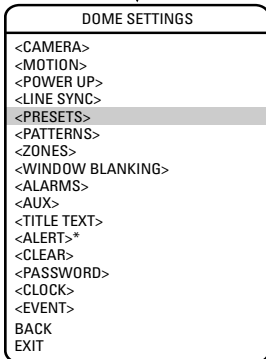 DOME SETTINGS
<CAMERA>
<MOTION>
<POWER UP>
<LINE SYNC>
<PRESETS>
<PATTERNS>
<ZONES>
<WINDOW BLANKING>
<ALARMS>
<AUX>
<TITLE TEXT>
<ALERT>*
<CLEAR>
<PASSWORD>
<CLOCK>
<EVENT>
BACK
EXIT